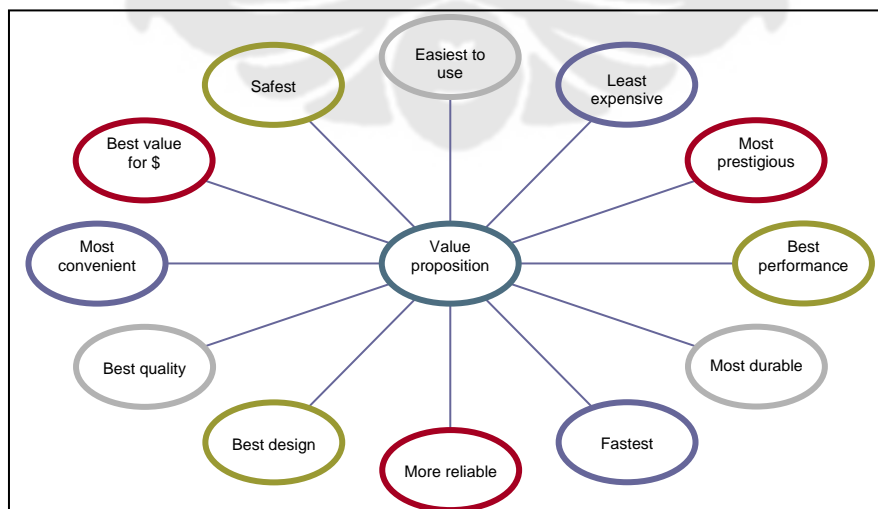 Easiest to
use
Safest
Least
expensive
Best value
for $
Most
prestigious
Most
convenient
Value
proposition
Best
performance
Best quality
Most durable
Best design
More reliable
Fastest